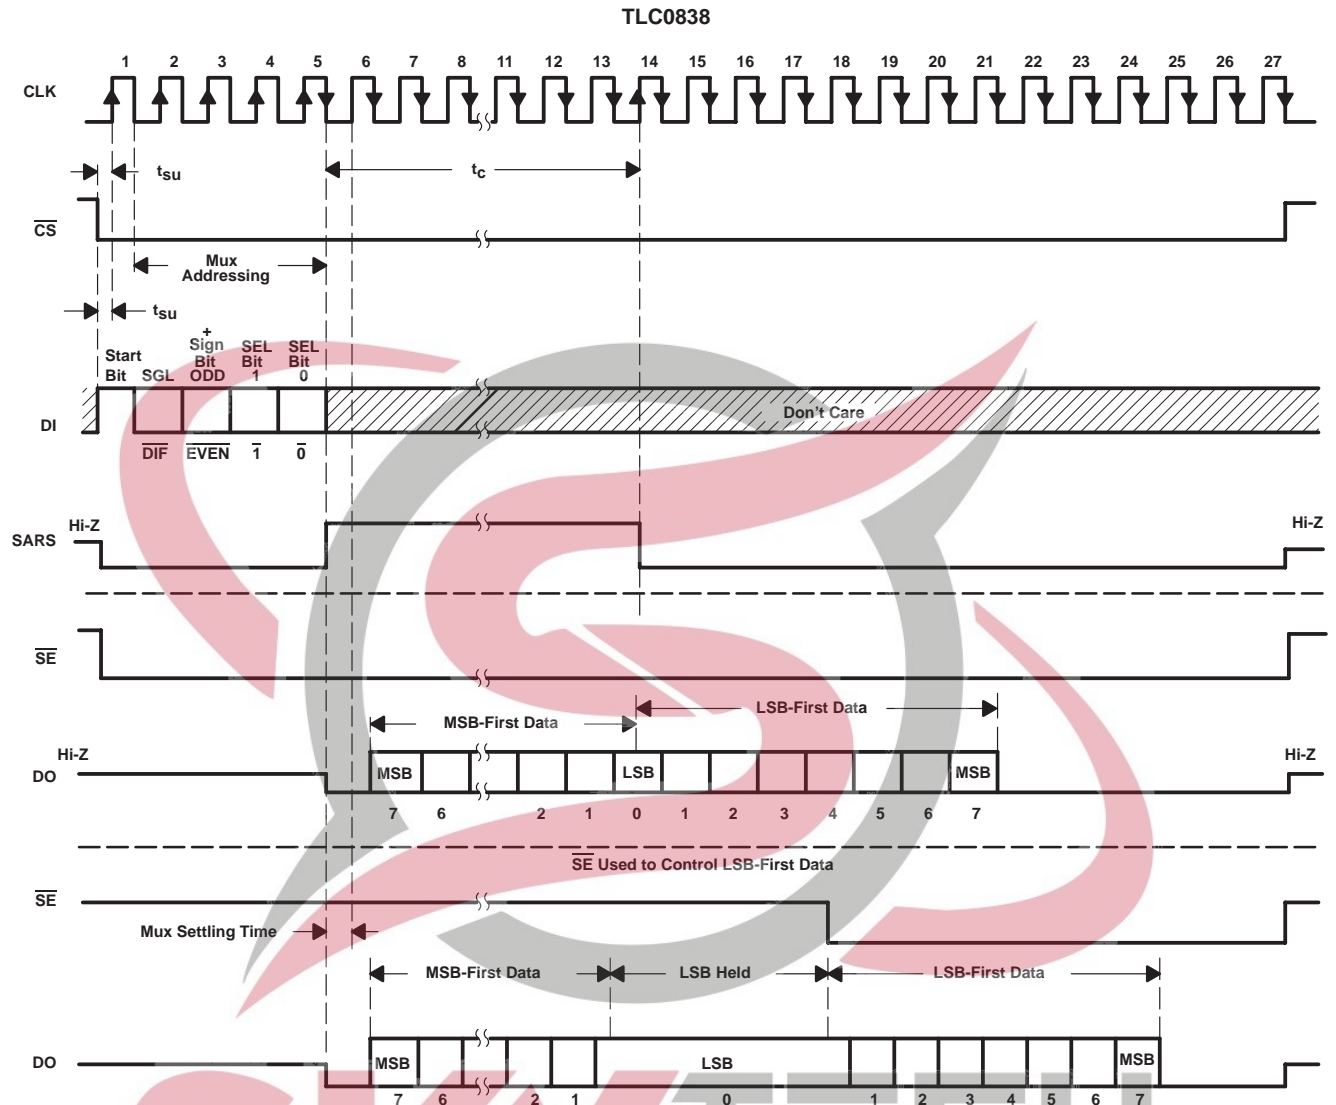 TLC0838
1 2 3 4 5 6 7 8 11 12 13 14 15 16 17 18 19 20 21 22 23 24 25 26 27
CLK
tsu
tc
CS
Mux
Addressing
tsu
Start
Bit
SGL
+
Sign
Bit
ODD
SEL
Bit
1
SEL
Bit
0
DI
Don't Care
DIF EVEN 1 0
Hi-Z
Hi-Z
SARS
SE
MSB-First Data
LSB-First Data
Hi-Z
Hi-Z
DO
MSB LSB MSB
7 6 2 1 0 1 2 3 4 5 6 7
SE Used to Control LSB-First Data
SE
Mux Settling Time
MSB-First Data LSB Held LSB-First Data
DO
MSB LSB MSB
7 6 2 1 0 1 2 3 4 5 6 7